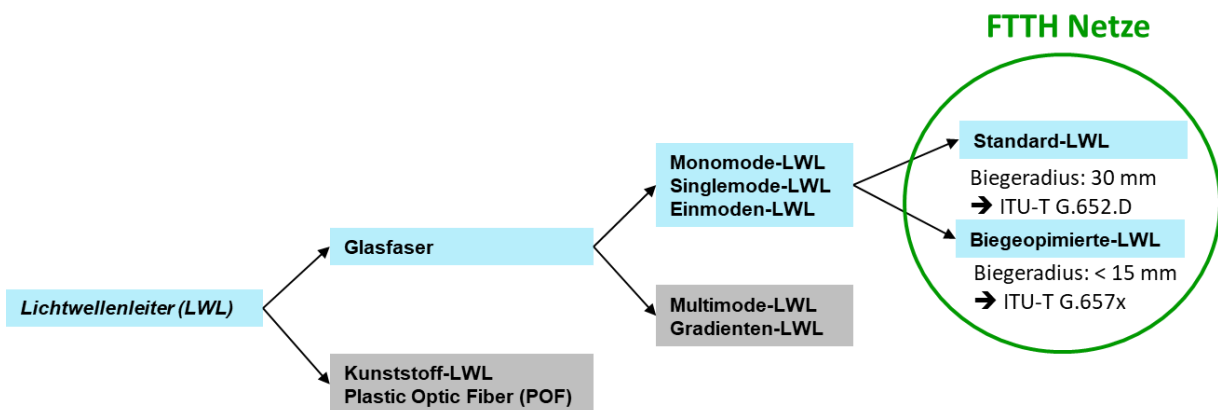 FTTH Netze
Standard-LWL
Biegeradius: 30 mm
➔ ITU-T G.652.D
Biegeopimierte-LWL
Biegeradius: < 15 mm
➔ ITU-T G.657x
Monomode-LWL
Singlemode-LWL
Einmoden-LWL
Glasfaser
Lichtwellenleiter (LWL)
Multimode-LWL
Gradienten-LWL
Kunststoff-LWL
Plastic Optic Fiber (POF)